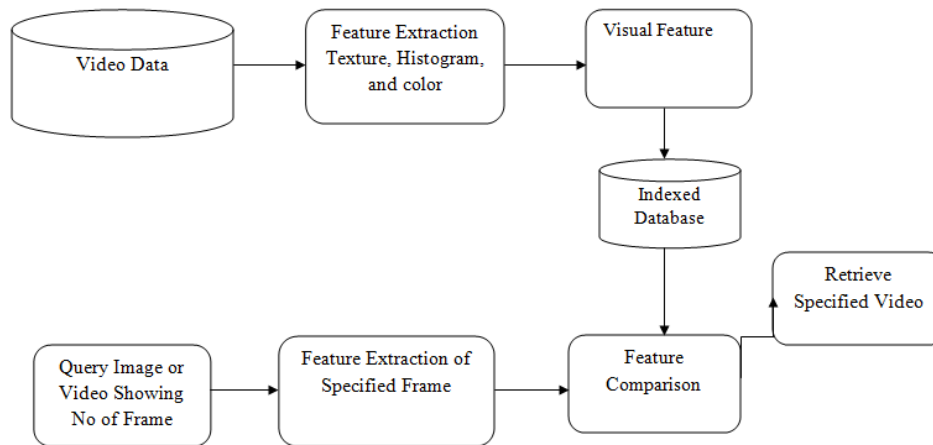 Video Data
Feature Extraction
Texture, Histogram,
and color
Visual Feature
Indexed
Database
Retrieve
Specified Video
Query Image or
Video Showing
No of Frame
Feature Extraction of
Specified Frame
Feature
Comparison